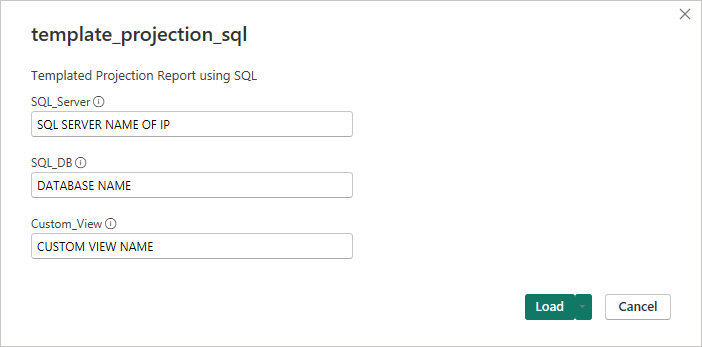 template_projection_sql
Templated Projection Report using SQL
SQL_Server
SQL SERVER NAME OF IP
SQL_DB
DATABASE NAME
Custom_View
CUSTOM VIEW NAME
Load
Cancel